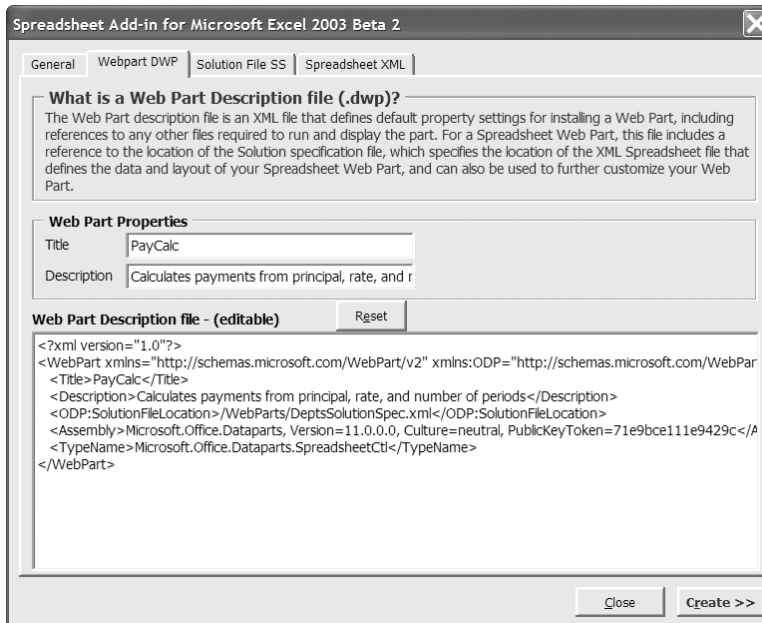 Spreadsheet Add-in for Microsoft Excel 2003 Beta 2
General Webpart DWP Solution File SS Spreadsheet XML
What is a Web Part Description file (.dwp)?
The Web Part description file is an XML file that defines default property settings for installing a Web Part, including
references to any other files required to run and display the part. For a Spreadsheet Web Part, this file includes a
reference to the location of the Solution specification file, which specifies the location of the XML Spreadsheet file that
defines the data and layout of your Spreadsheet Web Part, and can also be used to further customize your Web
Part.
Web Part Properties
Title PayCalc
Description Calculates payments from principal, rate, and
Web Part Description file - (editable) Reset
<?xml version="1.0"?>
<WebPart xmlns="http://schemas.microsoft.com/WebPart/v2" xmlns:ODP="http://schemas.microsoft.com/WebPar
<Title>PayCalc</Title>
<Description>Calculates payments from principal, rate, and number of periods</Description>
<ODP:SolutionFileLocation>/WebParts/DeptsSolutionSpec.xml</ODP:SolutionFileLocation>
<Assembly>Microsoft.Office.Dataparts, Version=11.0.0.0, Culture=neutral, PublicKeyToken=71e9bce111e9429c</A
<TypeName>Microsoft.Office.Dataparts.SpreadsheetCtl</TypeName>
</WebPart>
Close Create >>